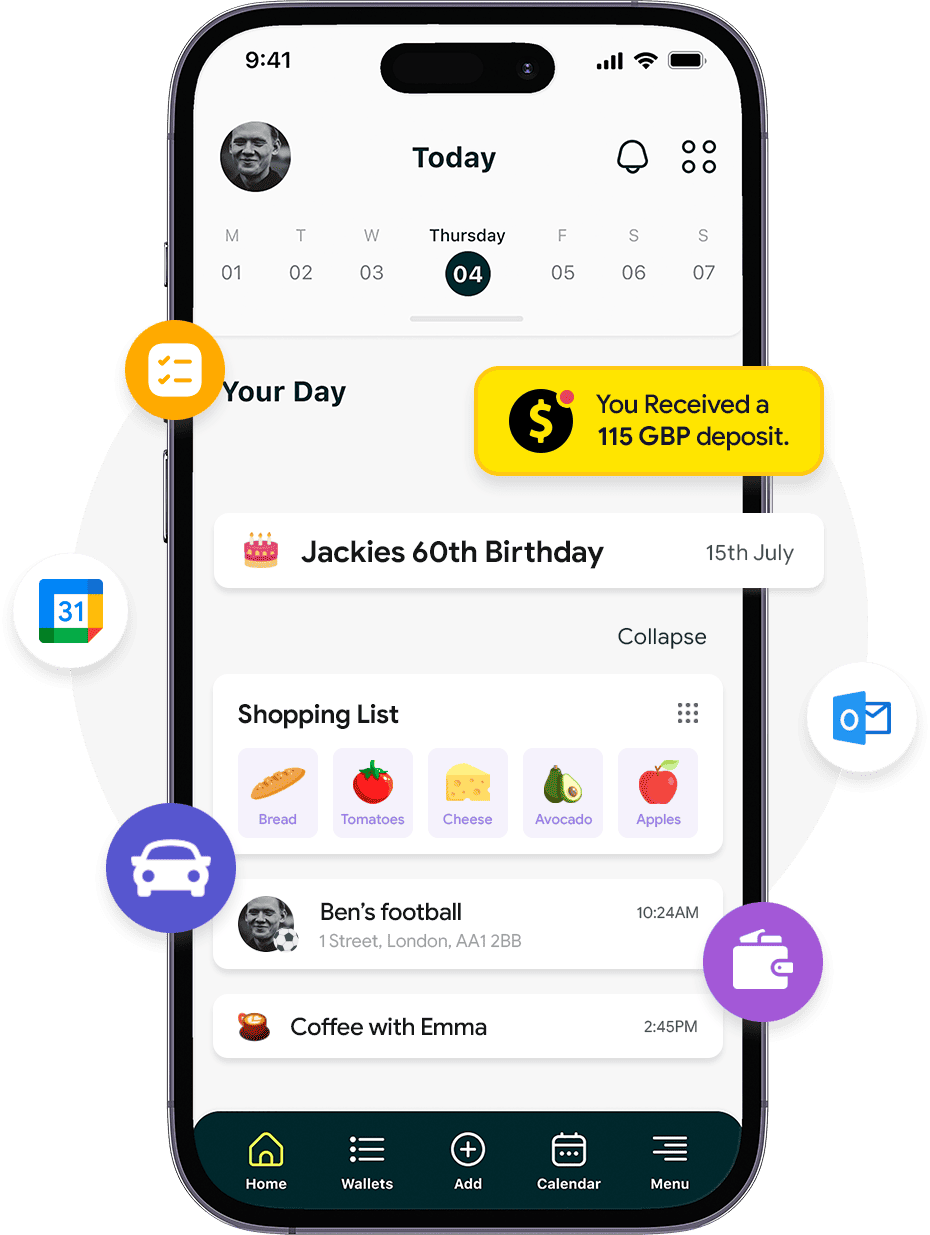 9:41
Today
M T W Thursday F S S
01 02 03 04 05 06 07
Your Day
$
You Received a
115 GBP deposit.
Jackies 60th Birthday 15th July
31
Collapse
O
Shopping List
Bread Tomatoes Cheese Avocado Apples
Ben’s football 10:24AM
1 Street, London, AA1 2BB
Coffee with Emma 2:45PM
Home Wallets Add Calendar Menu